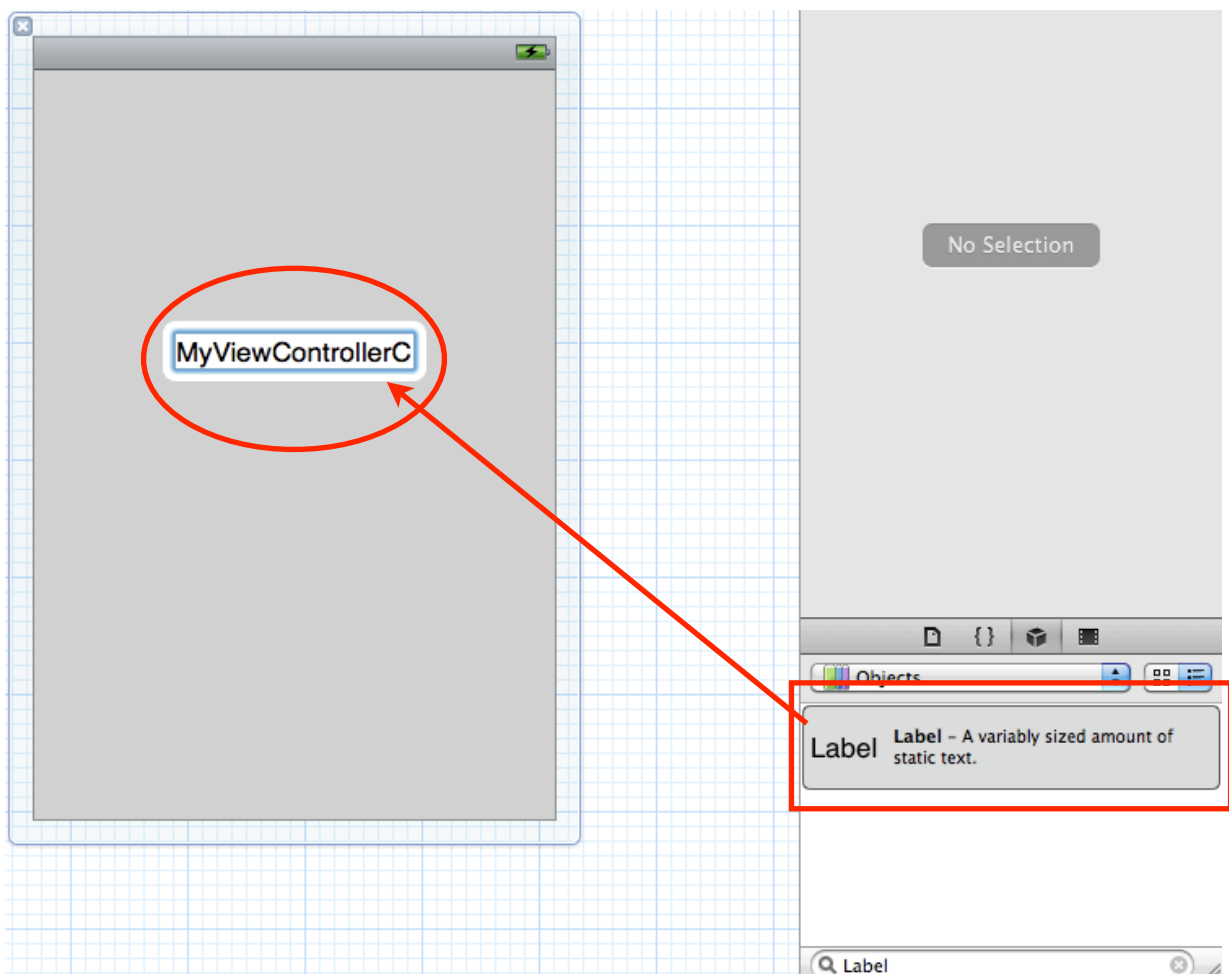 No Selection
MyViewControllerC
{ }
Objects
Label
Label – A variably sized amount of
static text.
Label